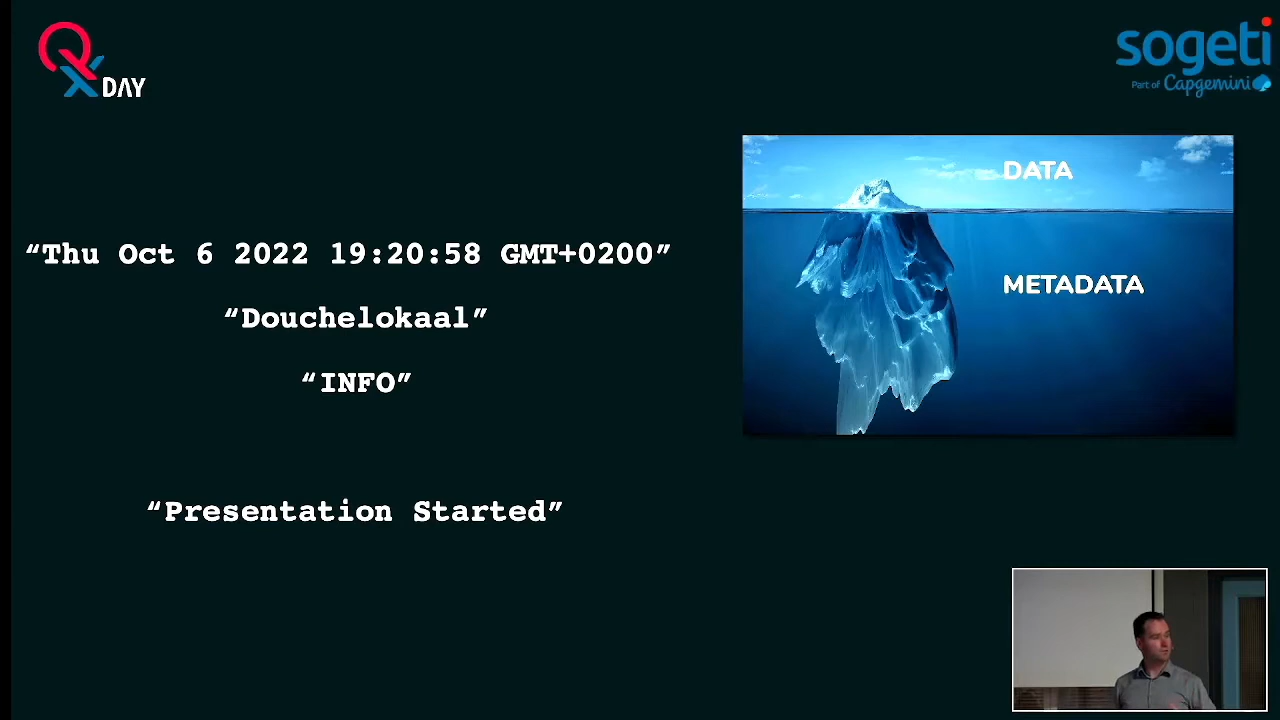 QX DAY
sogeti
Part of Capgemini
DATA
METADATA
“Thu Oct 6 2022 19:20:58 GMT+0200”
“Douchelokaal”
“INFO”
“Presentation Started”